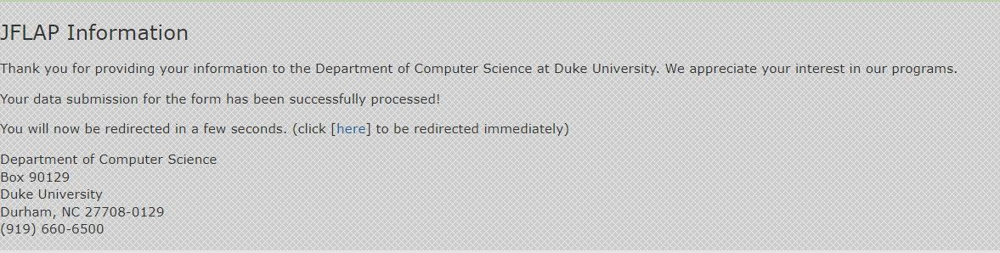 JFLAP Information
Thank you for providing your information to the Department of Computer Science at Duke University. We appreciate your interest in our programs.
Your data submission for the form has been successfully processed!
You will now be redirected in a few seconds. (click [here] to be redirected immediately)
Department of Computer Science
Box 90129
Duke University
Durham, NC 27708-0129
(919) 660-6500